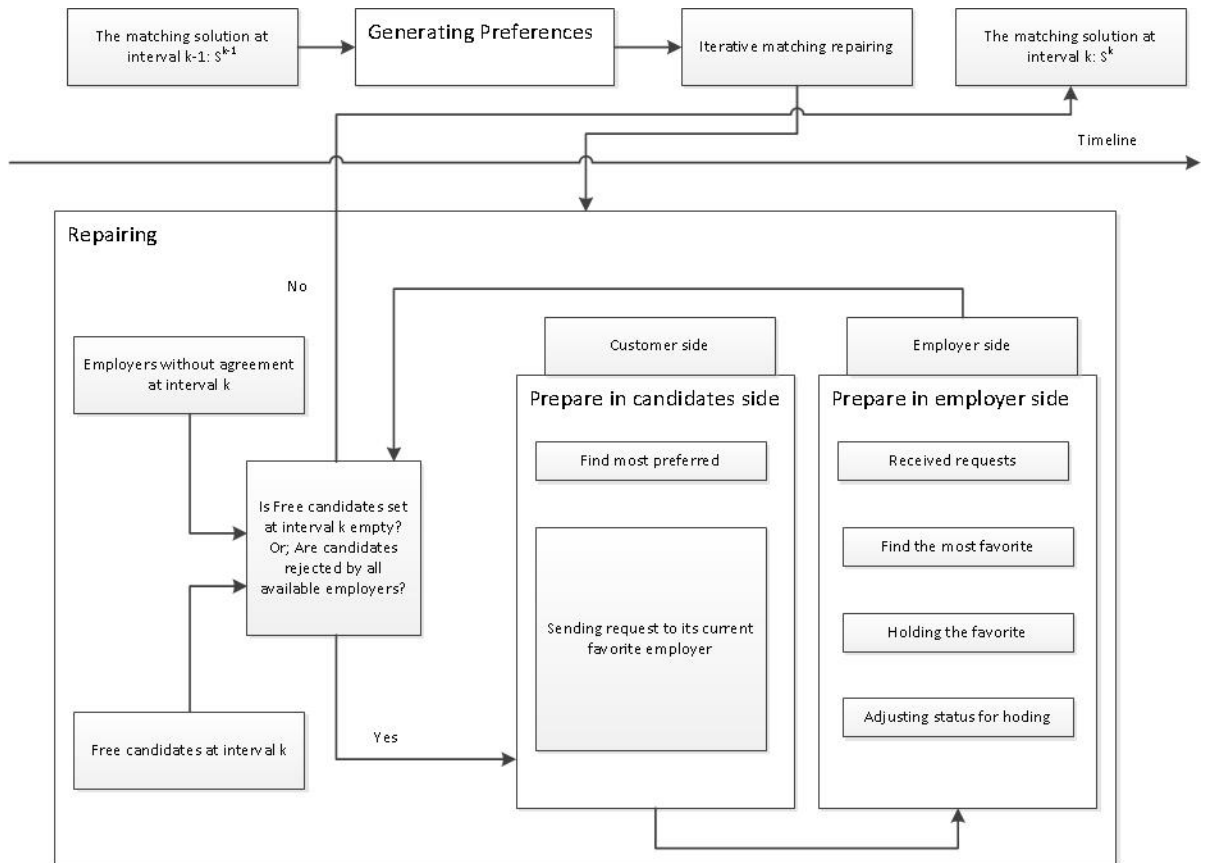 The matching solution at
interval k-1: S^k-1
Generating Preferences
Iterative matching repairing
The matching solution at
interval k: S^k
Timeline
Repairing
No
Employers without agreement
at interval k
Customer side
Employer side
Prepare in candidates side
Prepare in employer side
Find most preferred
Received requests
Is Free candidates set
at interval k empty?
Or; Are candidates
rejected by all
available employers?
Find the most favorite
Sending request to its current
favorite employer
Holding the favorite
Adjusting status for hoding
Free candidates at interval k
Yes